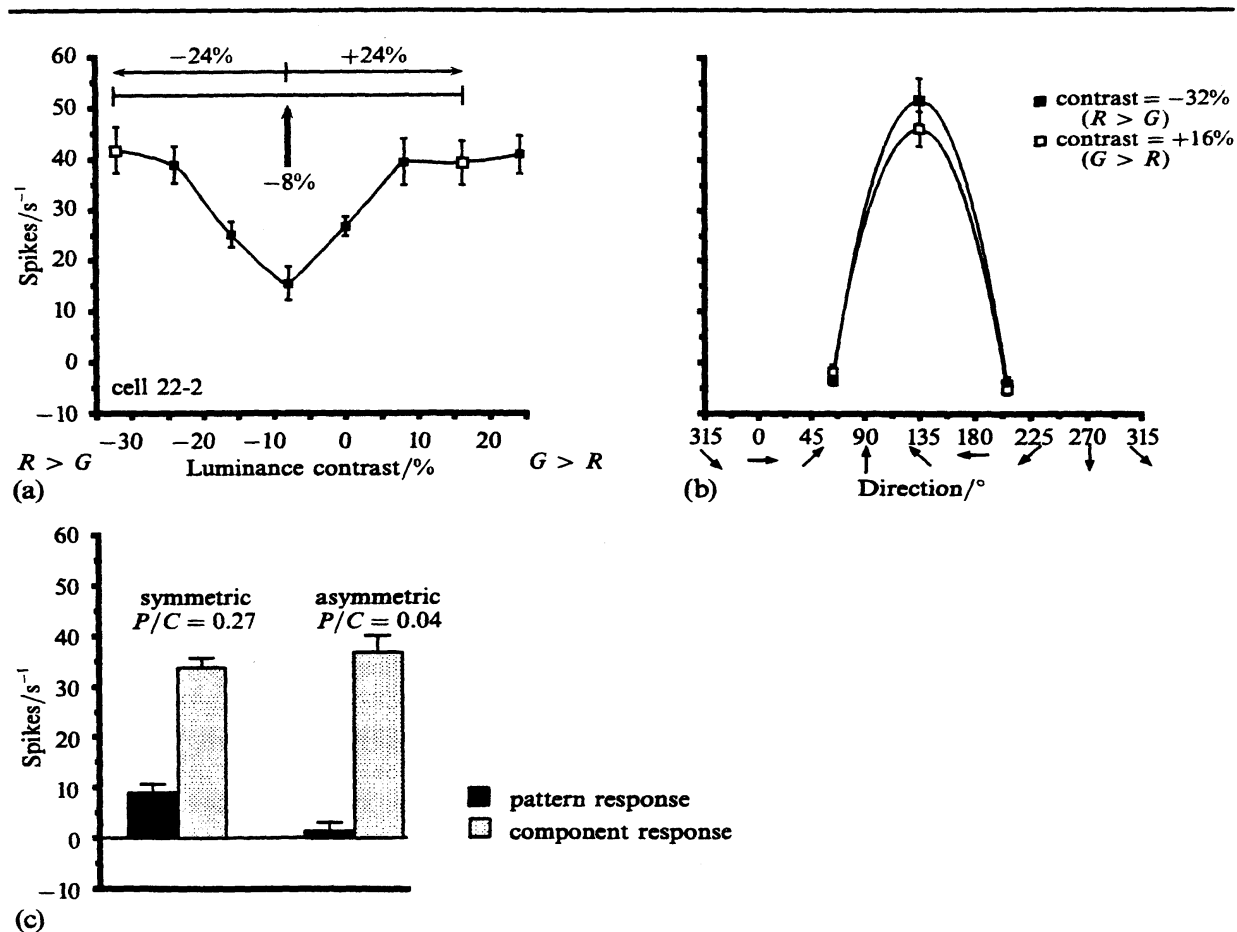 60
50
40
30
20
10
0
−10
Spikes/s⁻¹
−24% +24%
−8%
cell 22-2
−30 −20 −10 0 10 20
R > G Luminance contrast/% G > R
(a)
contrast = −32%
(R > G)
contrast = +16%
(G > R)
315 0 45 90 135 180 225 270 315
Direction/°
(b)
60
50
40
30
20
10
0
−10
Spikes/s⁻¹
symmetric asymmetric
P/C = 0.27 P/C = 0.04
pattern response
component response
(c)